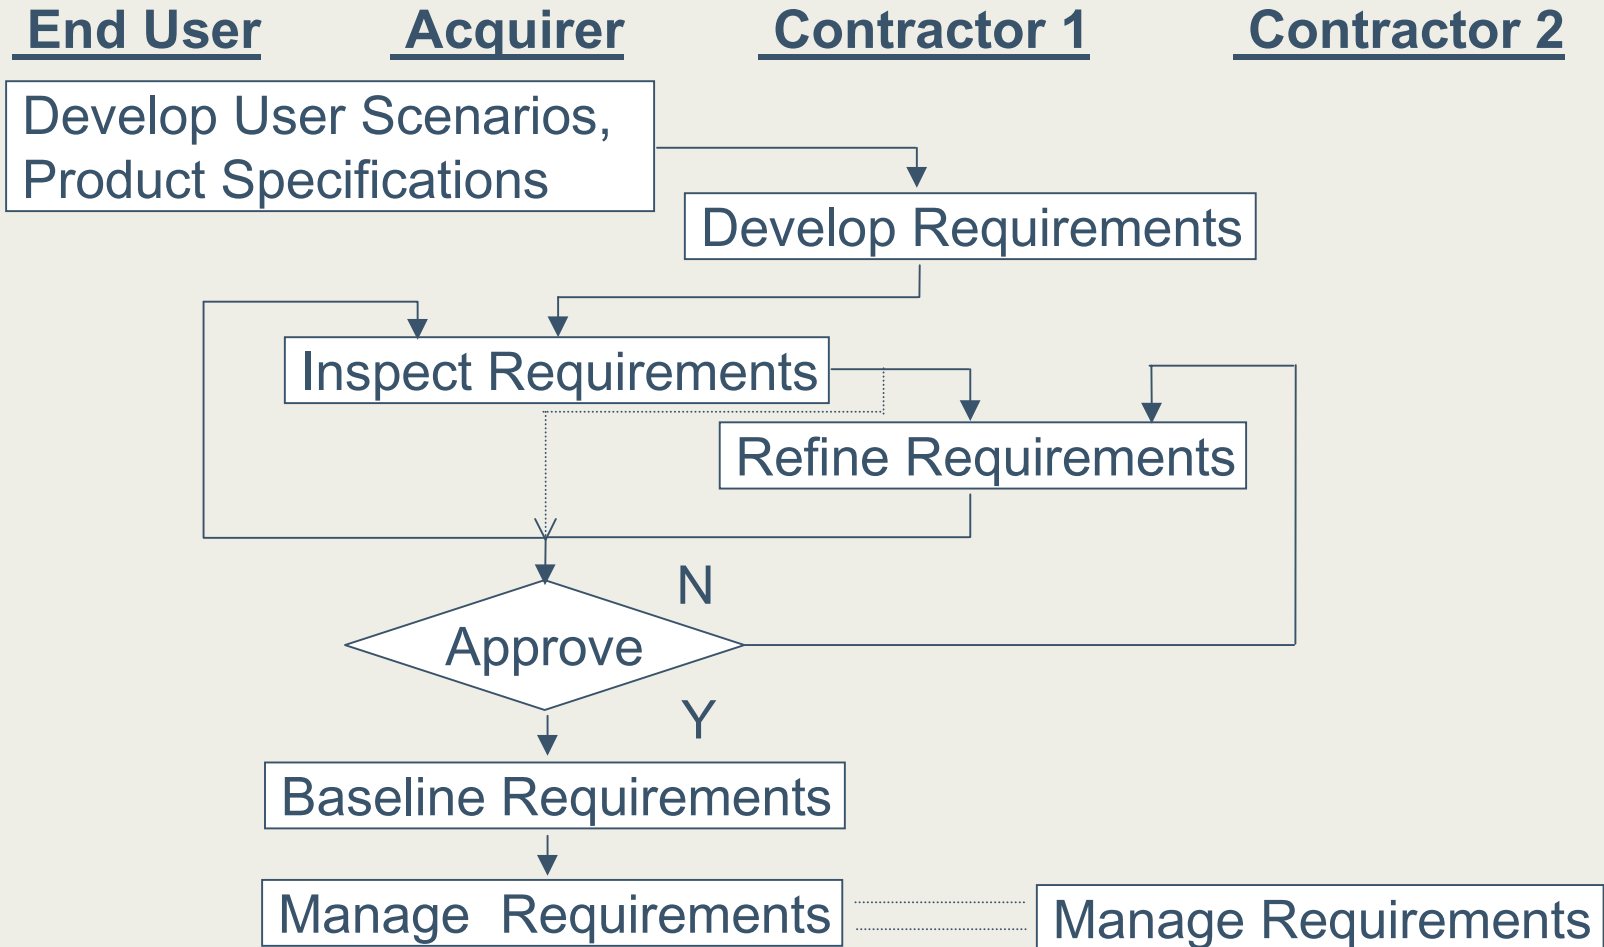 End User Acquirer Contractor 1 Contractor 2
Develop User Scenarios,
Product Specifications
Develop Requirements
Inspect Requirements
Refine Requirements
N
Approve
Y
Baseline Requirements
Manage Requirements
Manage Requirements